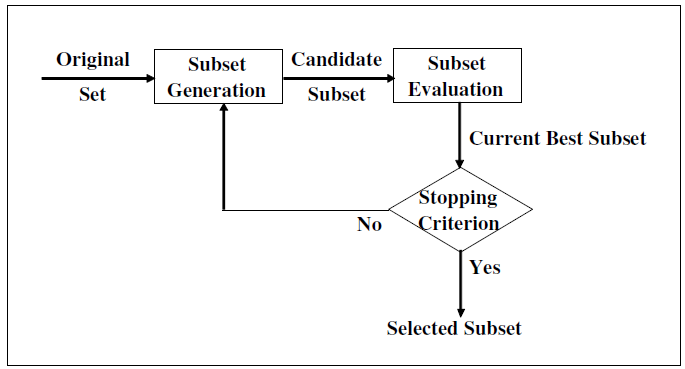 Original
Set
Subset
Generation
Candidate
Subset
Subset
Evaluation
Current Best Subset
Stopping
Criterion
No
Yes
Selected Subset